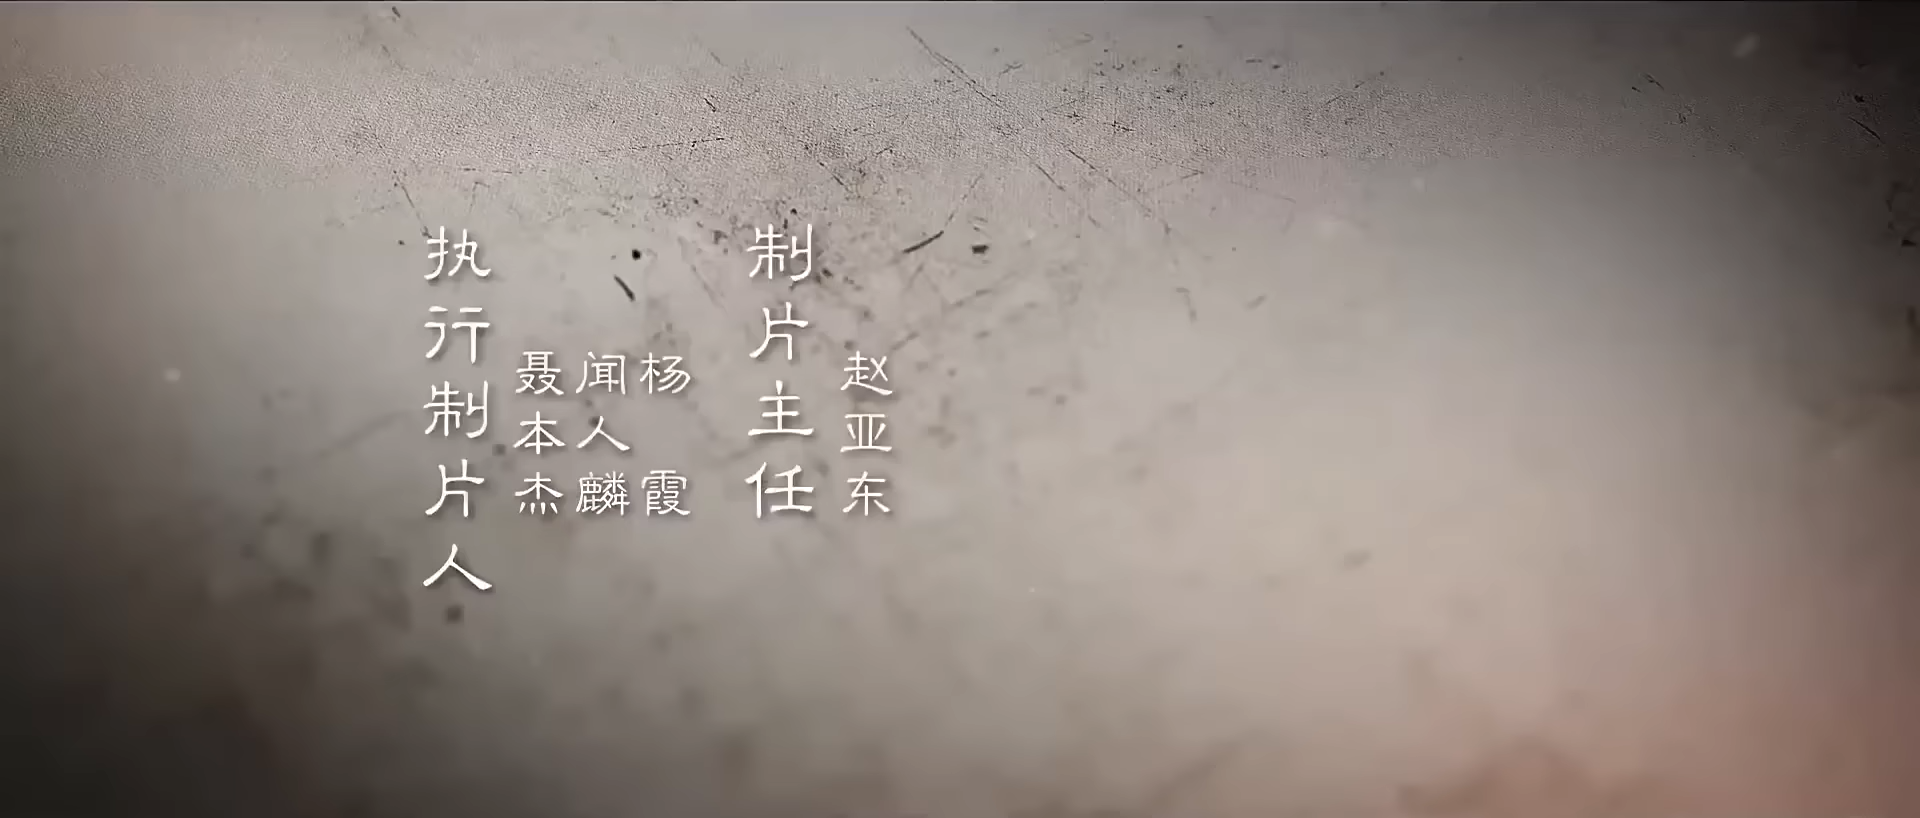 执行制片人
聂本杰
闻人麟
杨霞
制片主任
赵亚东